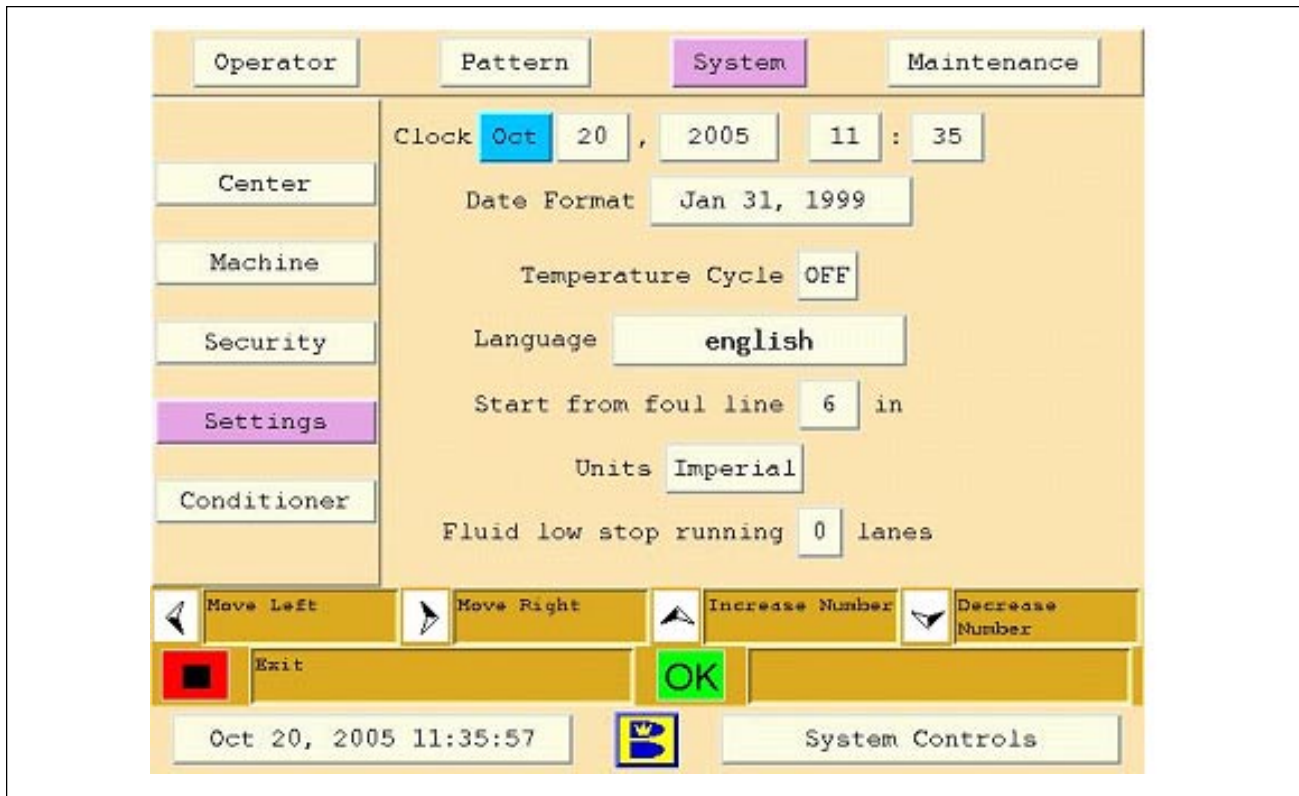 Operator Pattern System Maintenance
Clock Oct 20 , 2005 11 : 35
Center
Date Format Jan 31, 1999
Machine
Temperature Cycle OFF
Security
Language english
Settings
Start from foul line 6 in
Units Imperial
Conditioner
Fluid low stop running 0 lanes
Move Left Move Right Increase Number Decrease Number
Exit OK
Oct 20, 2005 11:35:57 System Controls